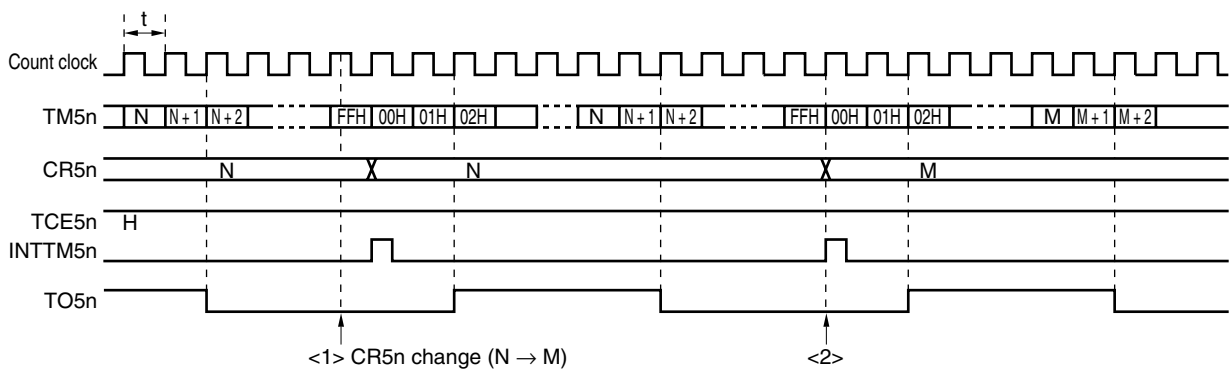 t
Count clock
TM5n N N + 1 N + 2 FFH 00H 01H 02H N N + 1 N + 2 FFH 00H 01H 02H M M + 1 M + 2
CR5n N N M
TCE5n H
INTTM5n
TO5n
<1> CR5n change (N → M) <2>